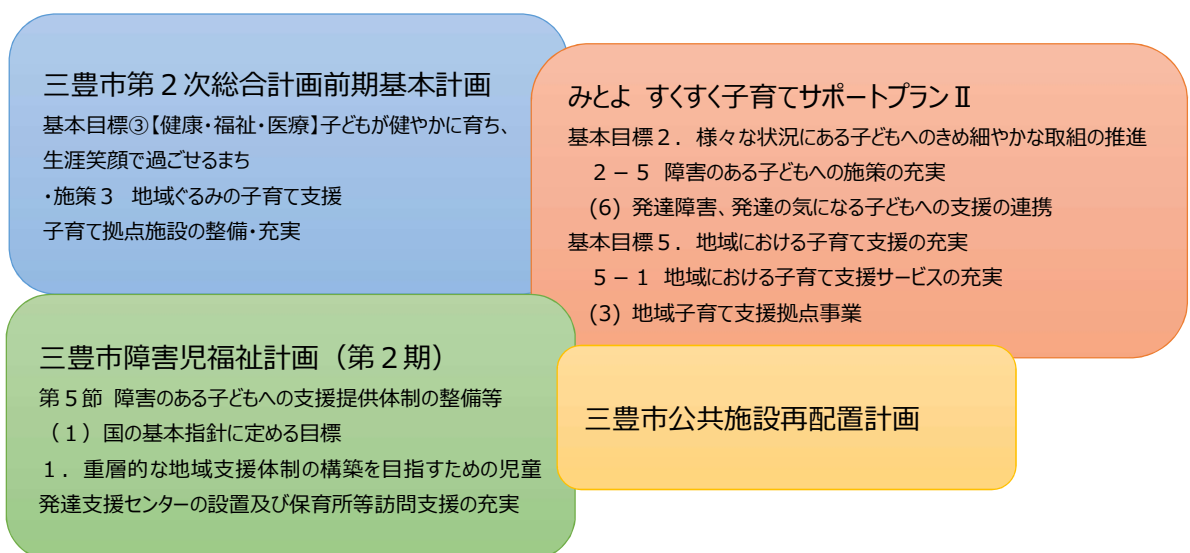 三豊市第２次総合計画前期基本計画
基本目標③【健康・福祉・医療】子どもが健やかに育ち、
生涯笑顔で過ごせるまち
・施策３　地域ぐるみの子育て支援
子育て拠点施設の整備・充実
みとよ すくすく子育てサポートプランⅡ
基本目標２．様々な状況にある子どもへのきめ細やかな取組の推進
２－５ 障害のある子どもへの施策の充実
(6) 発達障害、発達の気になる子どもへの支援の連携
基本目標５．地域における子育て支援の充実
５－１ 地域における子育て支援サービスの充実
(3) 地域子育て支援拠点事業
三豊市障害児福祉計画（第２期）
第５節 障害のある子どもへの支援提供体制の整備等
（１）国の基本指針に定める目標
１．重層的な地域支援体制の構築を目指すための児童
発達支援センターの設置及び保育所等訪問支援の充実
三豊市公共施設再配置計画